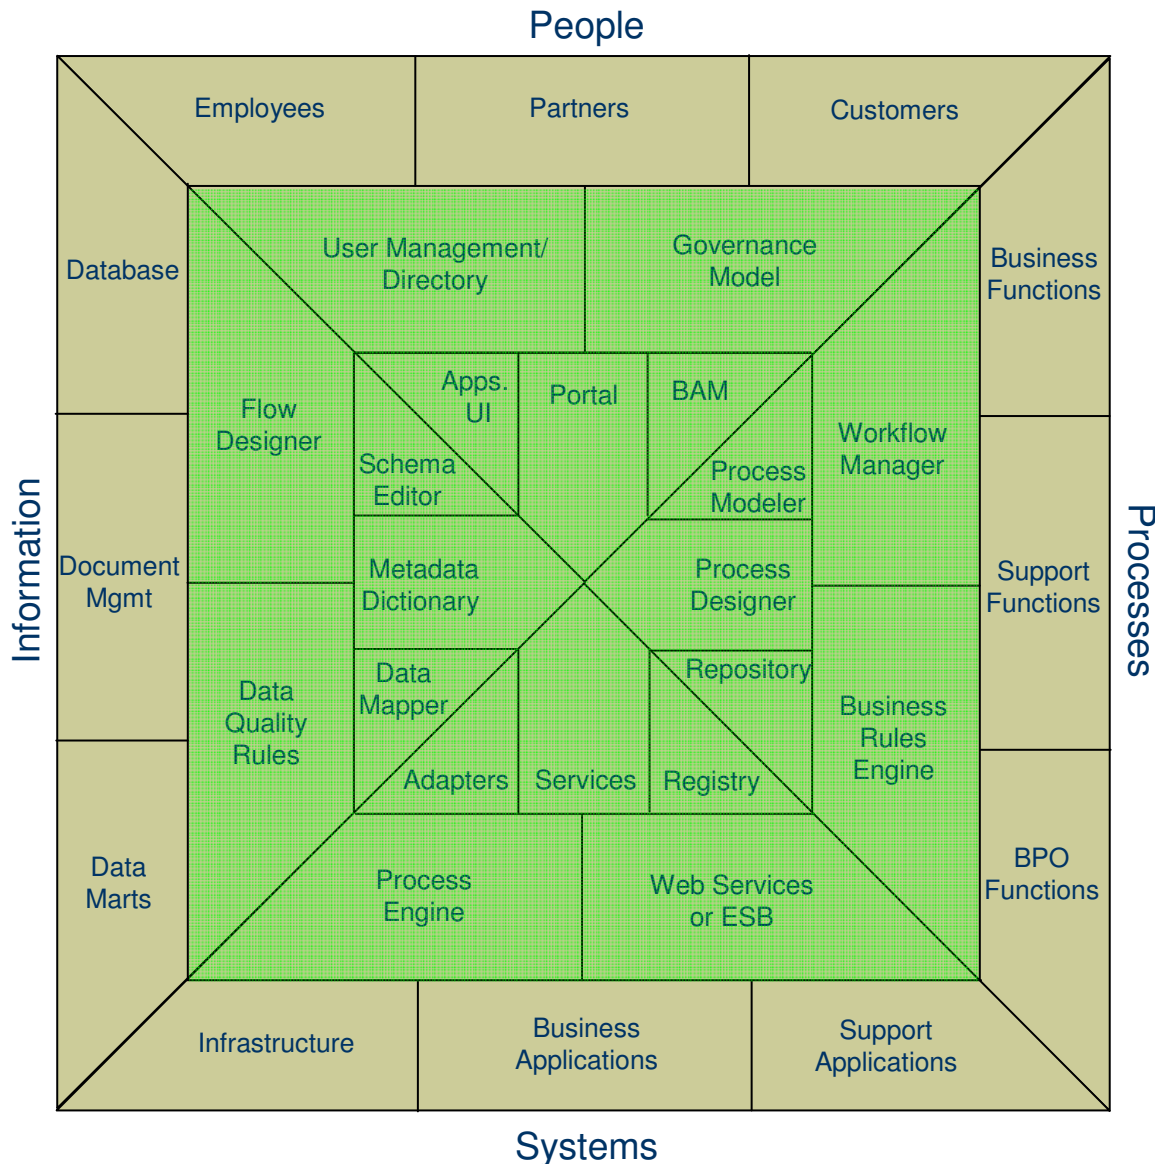 People
Employees
Partners
Customers
User Management/
Directory
Governance
Model
Database
Business
Functions
Apps.
UI
Portal
BAM
Flow
Designer
Workflow
Manager
Schema
Editor
Process
Modeler
Information
Document
Mgmt
Metadada
Dictionary
Process
Designer
Support
Functions
Processes
Data
Quality
Rules
Data
Mapper
Repository
Business
Rules
Engine
Adapters
Services
Registry
Data
Marts
Process
Engine
Web Services
or ESB
BPO
Functions
Infrastructure
Business
Applications
Support
Applications
Systems